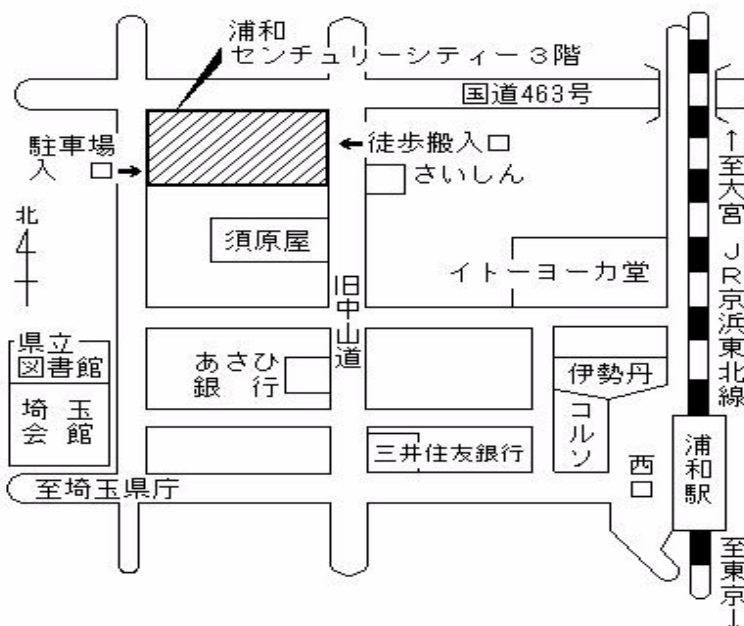 浦和
センチュリーシティー3階
国道463号
駐車場
入口
徒歩搬入口
さいしん
北
須原屋
イトーヨーカ堂
旧中山道
↑至大宮 JR京浜東北線
県立
図書館
あさひ
銀行
伊勢丹
埼玉
会館
コルソ
三井住友銀行
西口
浦和駅
至埼玉県庁
至東京↓